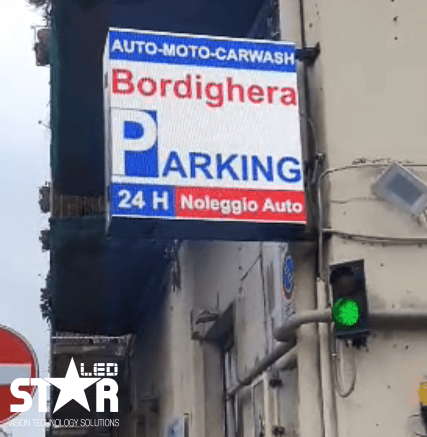 AUTO-MOTO-CARWASH
Bordighera
PARKING
24 H Noleggio Auto
LED
STAR
VISION TECHNOLOGY SOLUTIONS